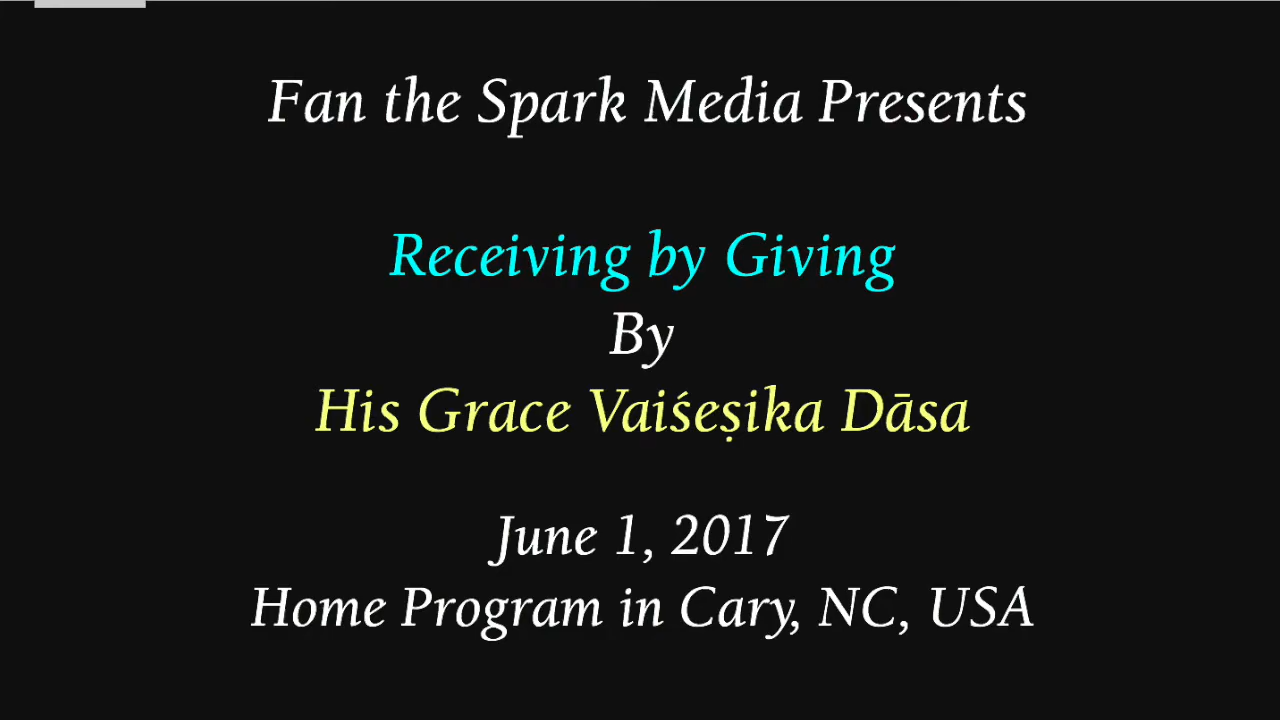 Fan the Spark Media Presents
Receiving by Giving
By
His Grace Vaiśeṣika Dāsa
June 1, 2017
Home Program in Cary, NC, USA